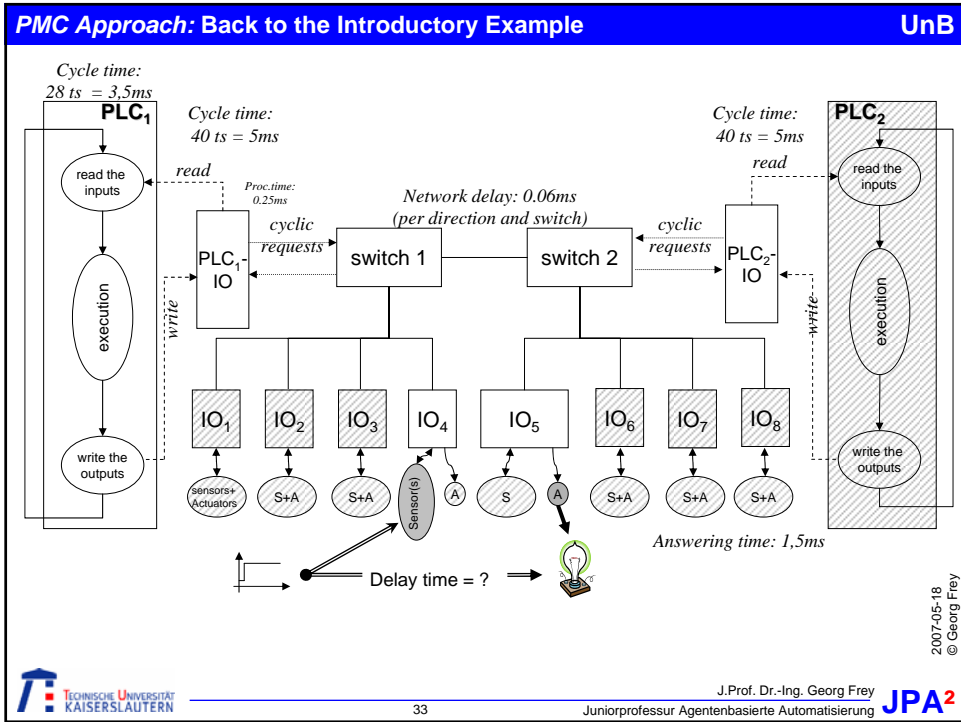 PMC Approach: Back to the Introductory Example
UnB
Cycle time:
28 ts = 3,5ms
PLC1
Cycle time:
40 ts = 5ms
Cycle time:
40 ts = 5ms
PLC2
read the
inputs
read
Proc.time:
0.25ms
Network delay: 0.06ms
(per direction and switch)
read
read the
inputs
cyclic
requests
cyclic
requests
PLC1-
IO
switch 1
switch 2
PLC2-
IO
execution
write
write
execution
IO1
IO2
IO3
IO4
IO5
IO6
IO7
IO8
write the
outputs
write the
outputs
sensors+
Actuators
S+A
S+A
Sensor(s)
A
S
A
S+A
S+A
S+A
Answering time: 1,5ms
Delay time = ?
2007-05-18
© Georg Frey
TECHNISCHE UNIVERSITÄT
KAISERSLAUTERN
33
J.Prof. Dr.-Ing. Georg Frey
Juniorprofessur Agentenbasierte Automatisierung
JPA²